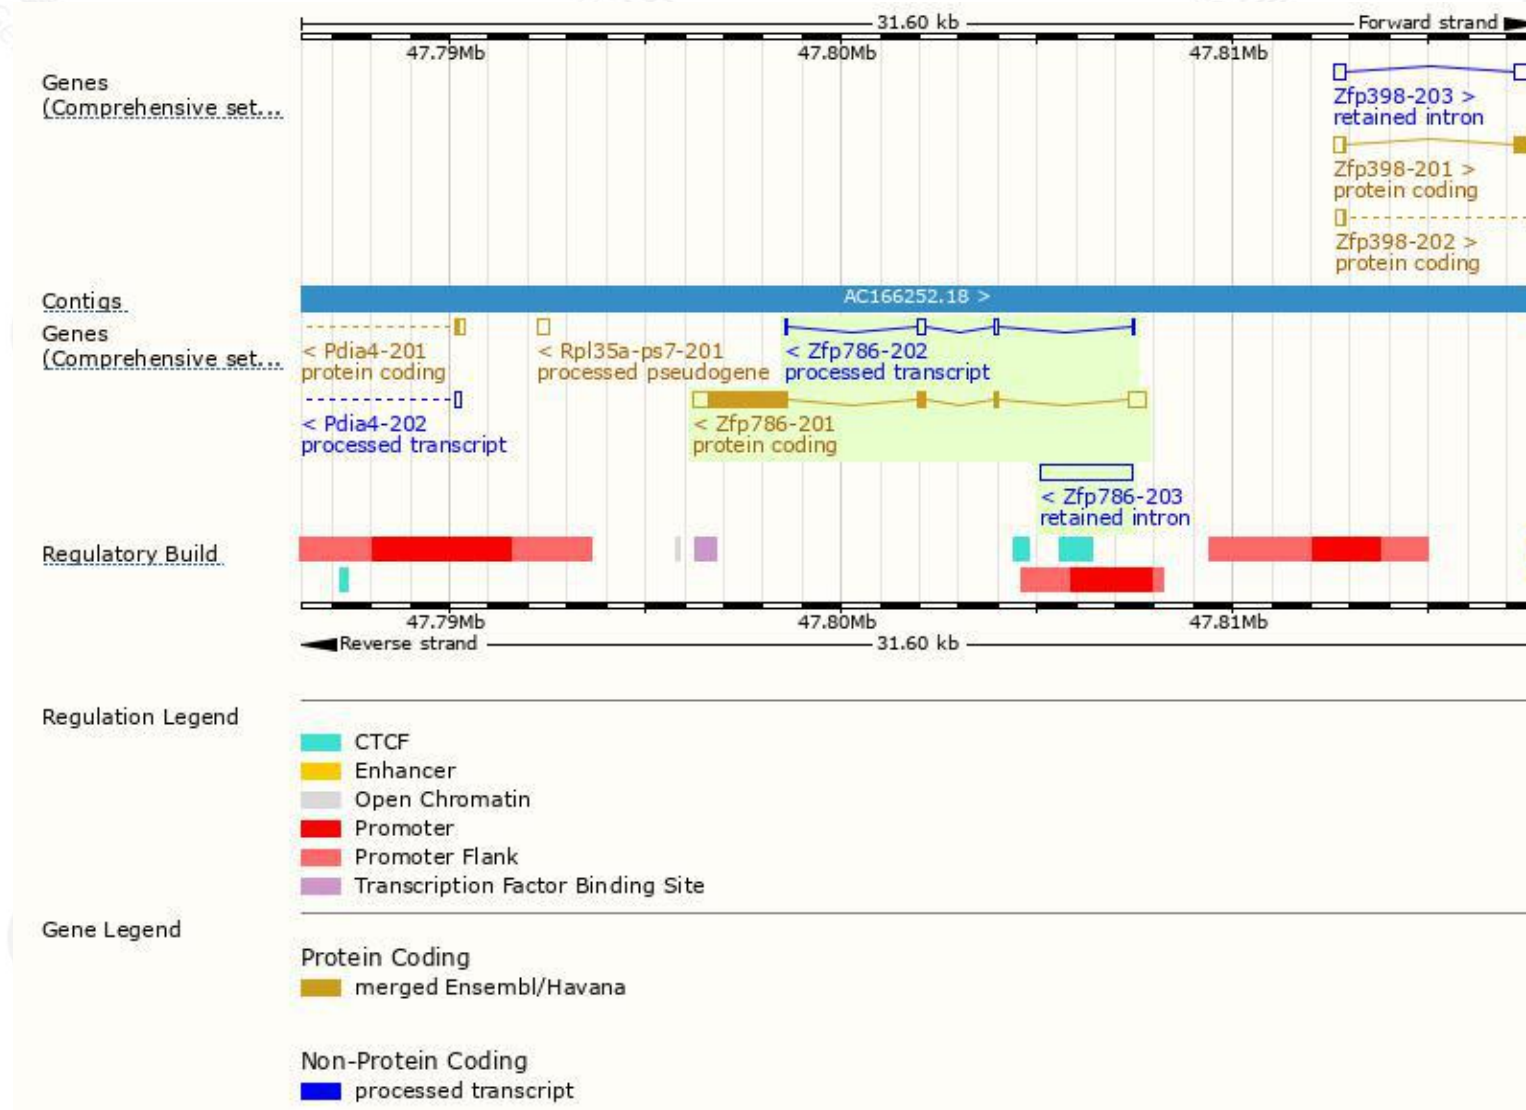 31.60 kb
Forward strand
47.79Mb 47.80Mb 47.81Mb
Genes
(Comprehensive set...
Zfp398-203 >
retained intron
Zfp398-201 >
protein coding
Zfp398-202 >
protein coding
Contigs
AC166252.18 >
Genes
(Comprehensive set...
< Pdia4-201
protein coding
< Rpl35a-ps7-201
processed pseudogene
< Zfp786-202
processed transcript
< Pdia4-202
processed transcript
< Zfp786-201
protein coding
< Zfp786-203
retained intron
Regulatory Build
47.79Mb 47.80Mb 47.81Mb
Reverse strand
31.60 kb
Regulation Legend
CTCF
Enhancer
Open Chromatin
Promoter
Promoter Flank
Transcription Factor Binding Site
Gene Legend
Protein Coding
merged Ensembl/Havana
Non-Protein Coding
processed transcript